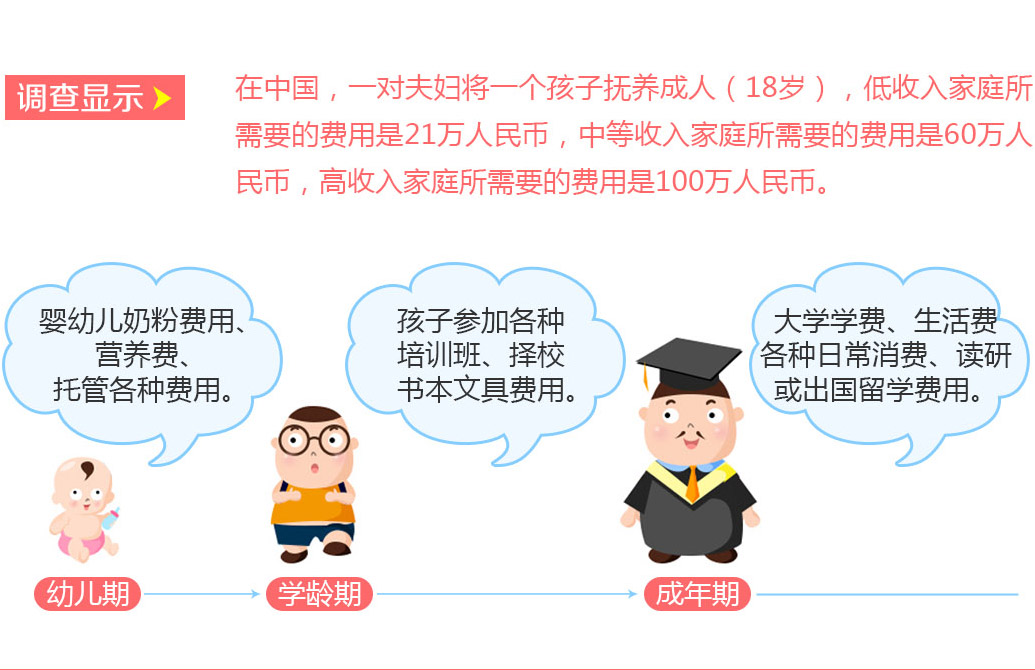 调查显示
在中国，一对夫妇将一个孩子抚养成人（18岁），低收入家庭所
需要的费用是21万人民币，中等收入家庭所需要的费用是60万人
民币，高收入家庭所需要的费用是100万人民币。
婴幼儿奶粉费用、
营养费、
托管各种费用。
孩子参加各种
培训班、择校
书本文具费用。
大学学费、生活费
各种日常消费、读研
或出国留学费用。
幼儿期
学龄期
成年期